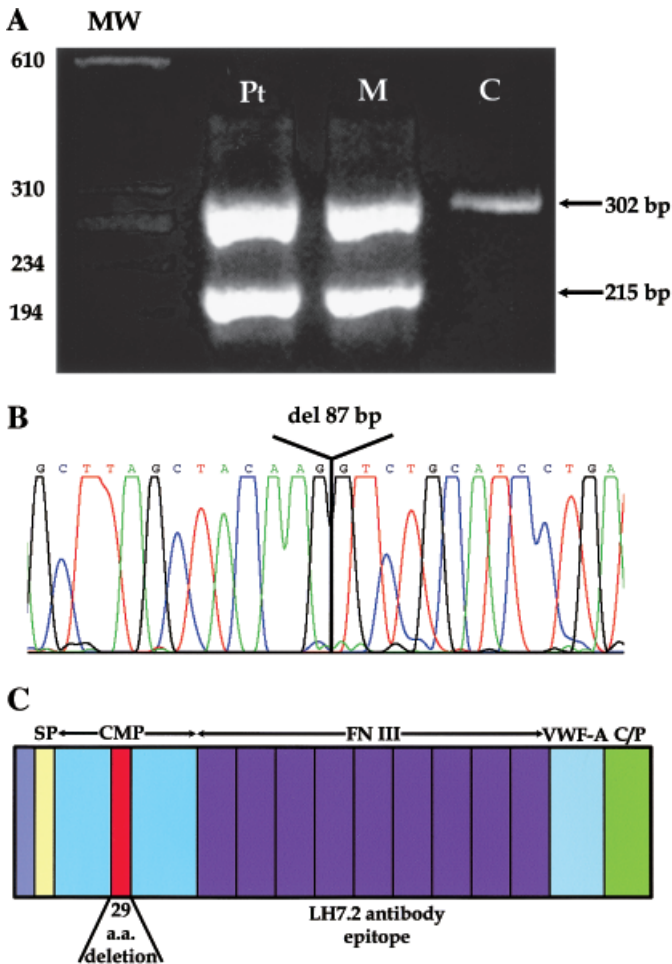 A
MW
610
Pt M C
310
302 bp
234
215 bp
194
B
del 87 bp
G C T T A G C T A C A A G G T C T G C A T C C T G A
C
SP CMP FN III VWF-A C/P
29
a.a.
deletion
LH7.2 antibody
epitope